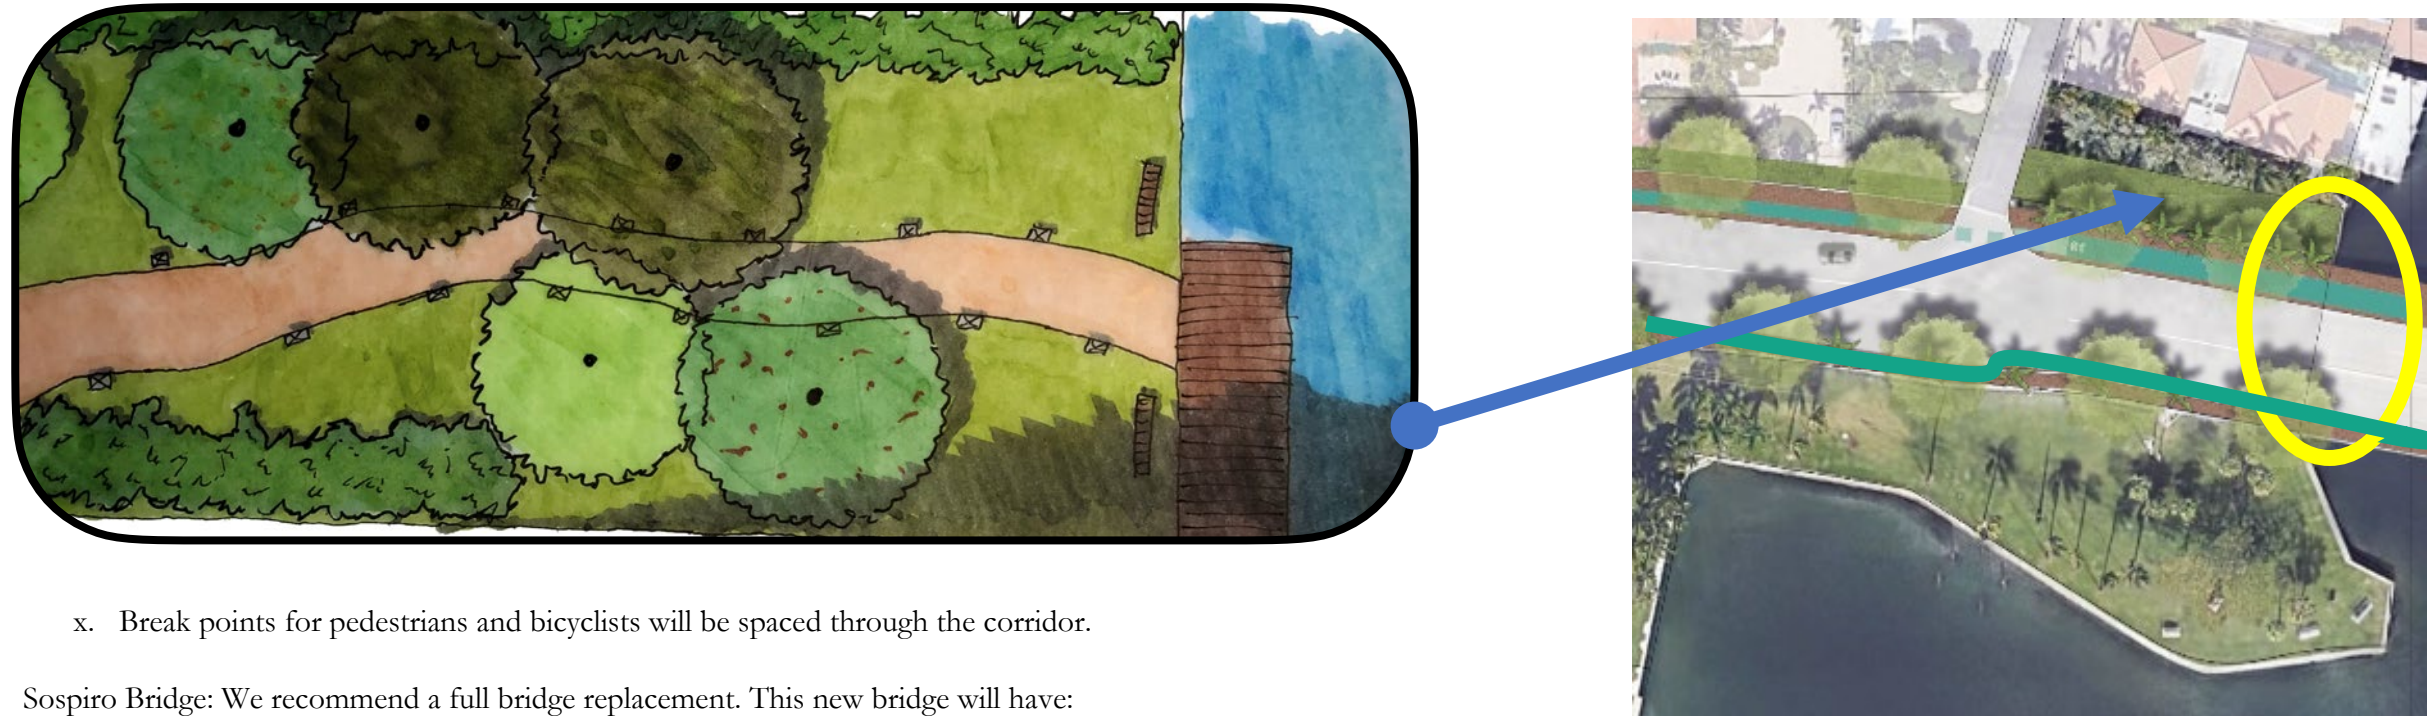 x. Break points for pedestrians and bicyclists will be spaced through the corridor.
Sospiro Bridge: We recommend a full bridge replacement. This new bridge will have: